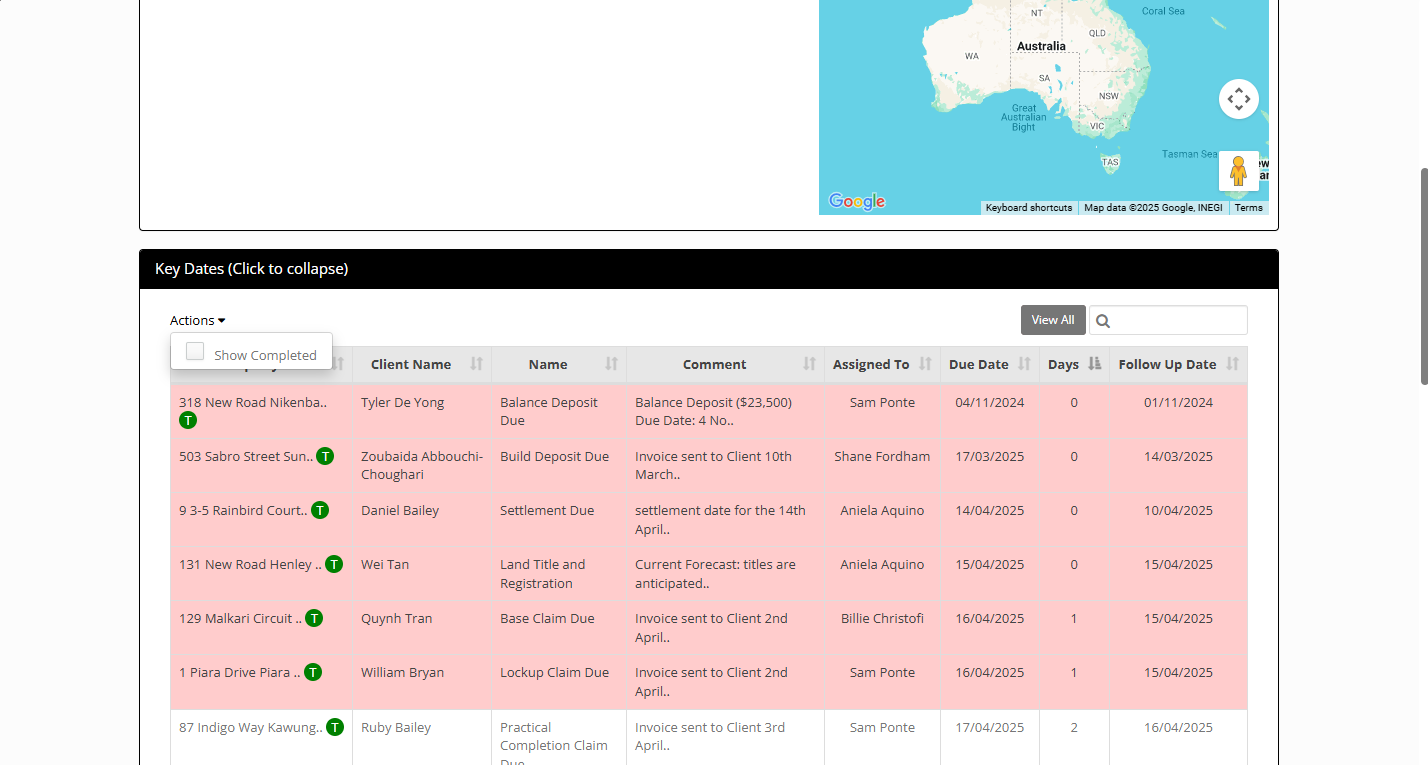 Coral Sea
NT
QLD
Australia
WA
SA
NSW
Great
Australian
Bight
VIC
Tasman Sea
TAS
Google
Keyboard shortcuts
Map data ©2025 Google, INEGI
Terms
Key Dates (Click to collapse)
Actions
View All
Show Completed
Client Name
Name
Comment
Assigned To
Due Date
Days
Follow Up Date
318 New Road Nikenba.. Tyler De Yong Balance Deposit Balance Deposit ($23,500) Sam Ponte 04/11/2024 0 01/11/2024
T Due Due Date: 4 No..
503 Sabro Street Sun.. T Zoubaida Abbouchi- Build Deposit Due Invoice sent to Client 10th Shane Fordham 17/03/2025 0 14/03/2025
Choughari March..
9 3-5 Rainbird Court.. T Daniel Bailey Settlement Due settlement date for the 14th Aniela Aquino 14/04/2025 0 10/04/2025
April..
131 New Road Henley .. T Wei Tan Land Title and Current Forecast: titles are Aniela Aquino 15/04/2025 0 15/04/2025
Registration anticipated..
129 Malkari Circuit .. T Quynh Tran Base Claim Due Invoice sent to Client 2nd Billie Christofi 16/04/2025 1 15/04/2025
April..
1 Piara Drive Piara .. T William Bryan Lockup Claim Due Invoice sent to Client 2nd Sam Ponte 16/04/2025 1 15/04/2025
April..
87 Indigo Way Kawung.. T Ruby Bailey Practical Invoice sent to Client 3rd Sam Ponte 17/04/2025 2 16/04/2025
Completion Claim April..
Due